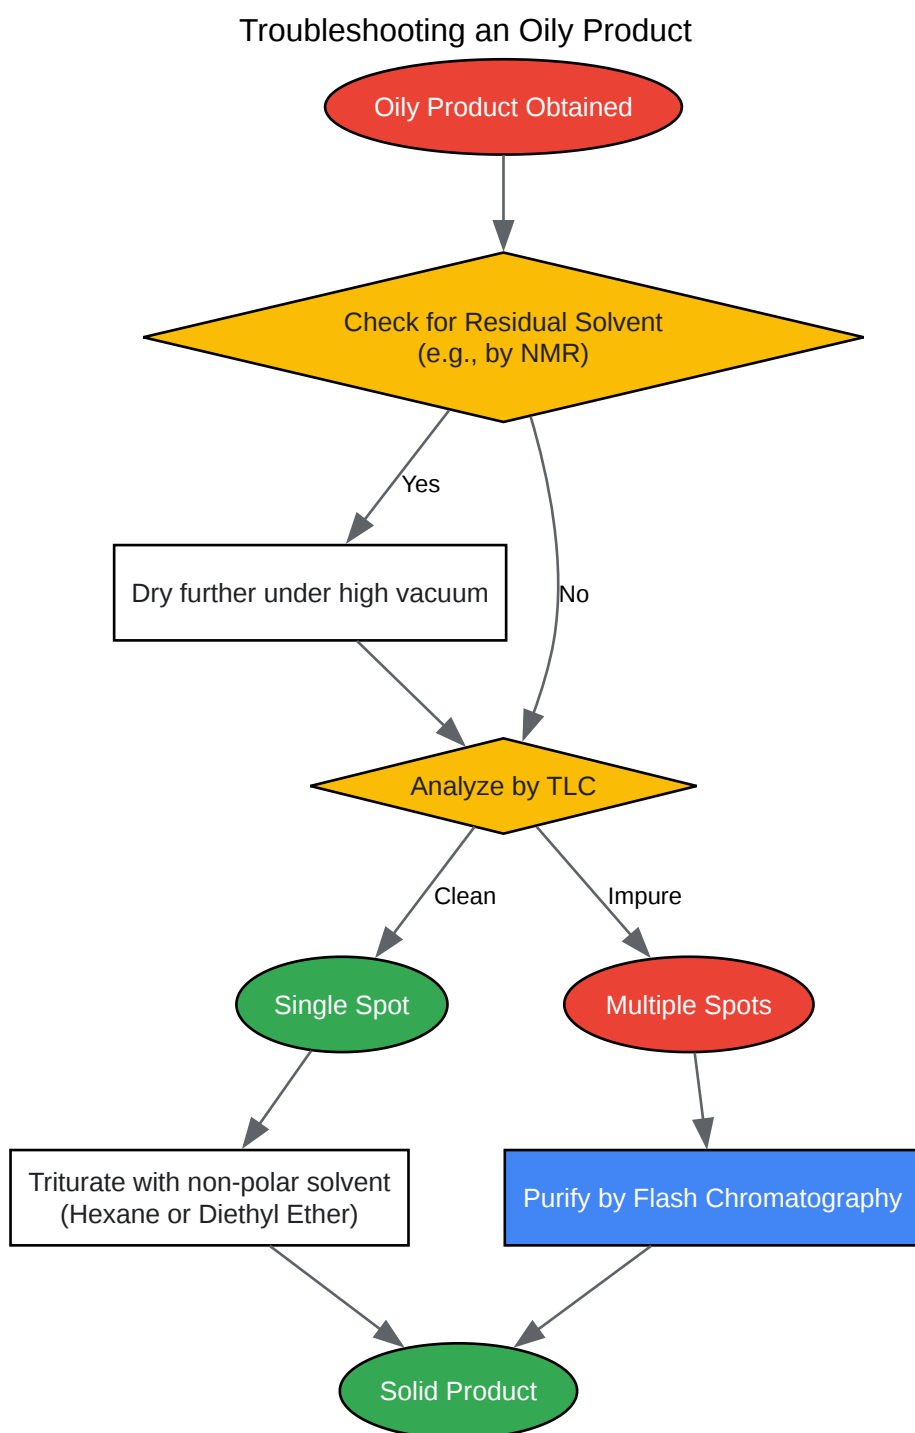 Troubleshooting an Oily Product
Oily Product Obtained
Check for Residual Solvent
(e.g., by NMR)
Yes
Dry further under high vacuum
No
Analyze by TLC
Clean
Impure
Single Spot
Multiple Spots
Triturate with non-polar solvent
(Hexane or Diethyl Ether)
Purify by Flash Chromatography
Solid Product